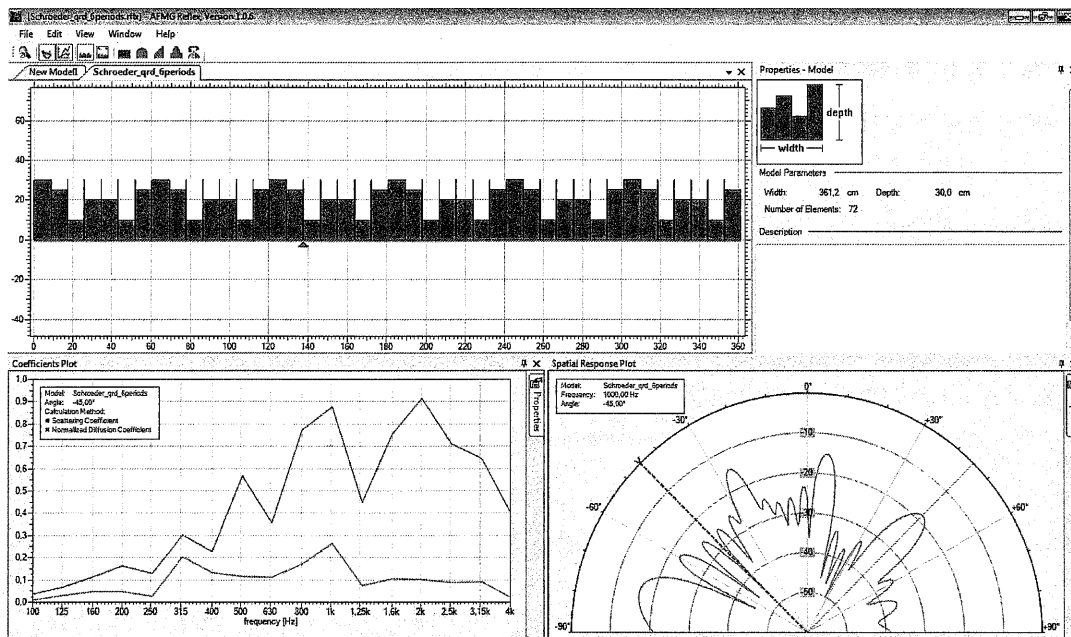 [Schroeder_qrd_6periods.rfx] - AFMG Reflex, Version 1.0.6
File Edit View Window Help
New Model1 Schroeder_qrd_6periods
60
40
20
0
-20
-40
0 20 40 60 80 100 120 140 160 180 200 220 240 260 280 300 320 340 360
Properties - Model
depth
width
Model Parameters
Width: 361,2 cm Depth: 30,0 cm
Number of Elements: 72
Description
Coefficients Plot
Model: Schroeder_qrd_6periods
Angle: -45,00°
Calculation Method:
Scattering Coefficient
Normalized Diffusion Coefficient
1,0
0,9
0,8
0,7
0,6
0,5
0,4
0,3
0,2
0,1
0,0
100 125 160 200 250 315 400 500 630 800 1k 1,25k 1,6k 2k 2,5k 3,15k 4k
frequency [Hz]
Properties
Spatial Response Plot
Model: Schroeder_qrd_6periods
Frequency: 1000,00 Hz
Angle: -45,00°
0°
-30° +30°
-60° +60°
-90° +90°
-10
-20
-30
-40
-50